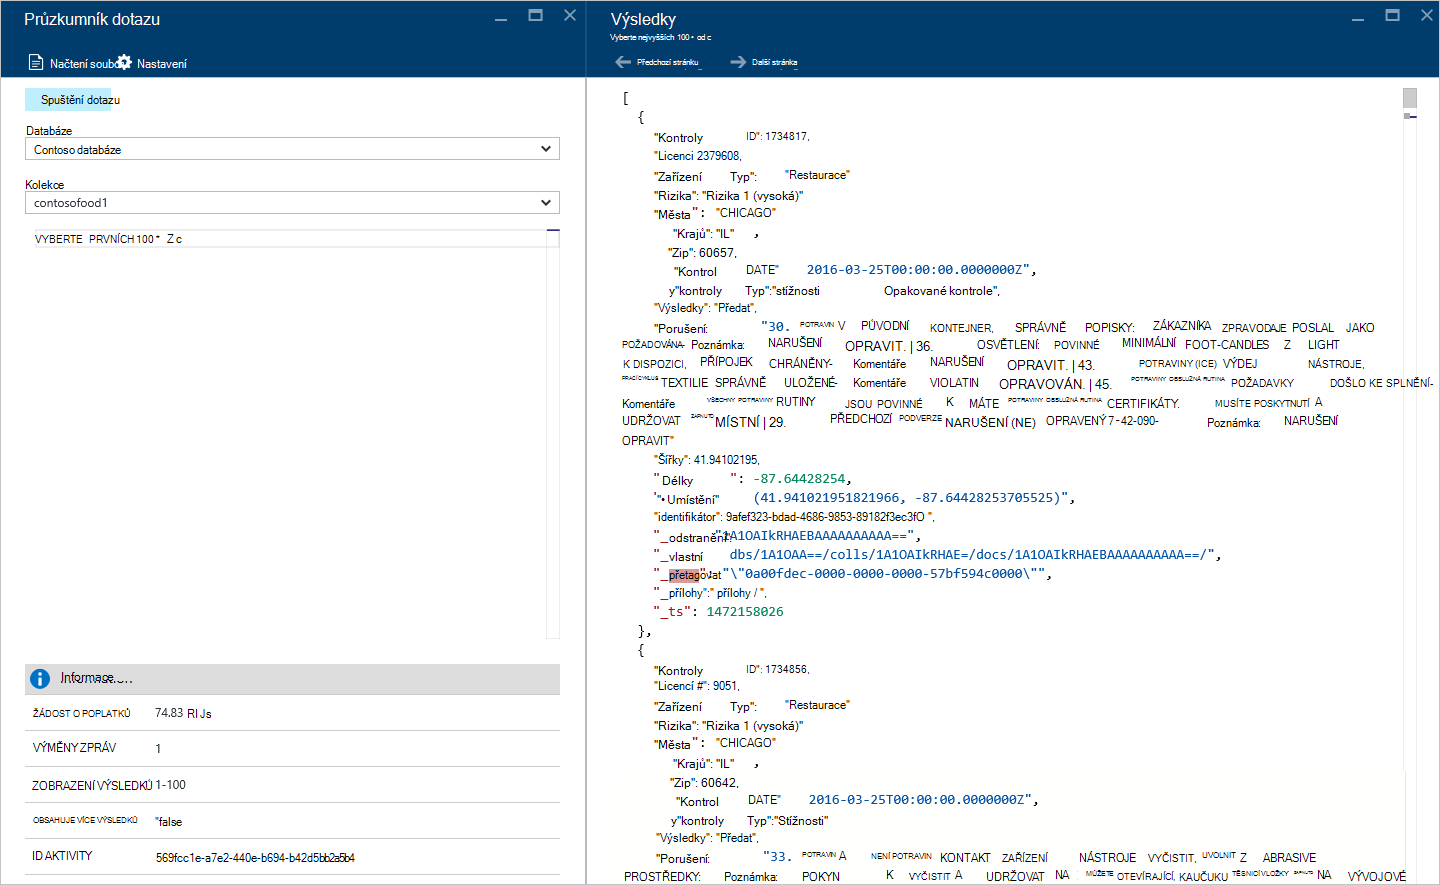 Průzkumník dotazu
Načtení soubo
Nastavení
Spuštění dotazu
Databáze
Contoso databáze
Kolekce
contosofood1
VYBERTE PRVNÍCH 100 * Z c
Informace
ŽÁDOST O POPLATKŮ 74.83
VÝMĚNY ZPRÁV 1
ZOBRAZENÍ VÝSLEDKŮ 1-100
OBSAHUJE VÍCE VÝSLEDKŮ "false
ID AKTIVITY 569fcc1e-a7e2-440e-b694-b42d5bb2a5b4
Výsledky
Vyberte nejvyšších 100 * od c
Předchozí stránku
Další stránka
[
{
"Kontroly ID": 1734817,
"Licenci 2379608,
"Zařízení Typ": "Restaurace"
"Rizika": "Rizika 1 (vysoká)"
"Města": "CHICAGO"
"Krajů": "IL" ,
"Zip": 60657,
"Kontrol DATE" 2016-03-25T00:00:00.0000000Z",
y"kontroly Typ":"stížnosti Opakované kontrole",
"Výsledky": "Předat",
"Porušení: "30. POTRAVIN V PŮVODNÍ KONTEJNER, SPRÁVNĚ POPISKY: ZÁKAZNÍKA ZPRAVODAJE POSLAL JAKO
POŽADOVÁNA- Poznámka: NARUŠENÍ OPRAVIT. | 36. OSVĚTLENÍ: POVINNÉ MINIMÁLNÍ FOOT-CANDLES Z LIGHT
K DISPOZICI, PŘÍPOJEK CHRÁNĚNY- Komentáře NARUŠENÍ OPRAVIT. | 43. POTRAVINY (ICE) VÝDEJ NÁSTROJE,
PRACÍ CYKLUS TEXTILIE SPRÁVNĚ ULOŽENÉ- Komentáře VIOLATIN OPRAVOVÁN. | 45. POTRAVINY OBSLUŽNÁ RUTINA POŽADAVKY DOŠLO KE SPLNĚNÍ-
Komentáře VŠECHNY POTRAVINY RUTINY JSOU POVINNÉ K MÁTE POTRAVINY OBSLUŽNÁ RUTINA CERTIFIKÁTY. MUSÍTE POSKYTNUTÍ A
UDRŽOVAT ZAPNUTO MÍSTNÍ | 29. PŘEDCHOZÍ PODVERZE NARUŠENÍ (NE) OPRAVENÝ 7-42-090- Poznámka: NARUŠENÍ
OPRAVIT"
"Šířky": 41.94102195,
"Délky ": -87.64428254,
"• Umístění" (41.941021951821966, -87.64428253705525)",
"identifikátor": 9afef323-bdad-4686-9853-89182f3ec3fO ",
"_odstranění": "1A1OAIkRHAEBAAAAAAAAAA==",
"_vlastní dbs/1A1OAA==/colls/1A1OAIkRHAE=/docs/1A1OAIkRHAEBAAAAAAAAAA==/",
"_přetagovat": "\"0a00fdec-0000-0000-0000-57bf594c0000\"",
"_přílohy":" přílohy / ",
"_ts": 1472158026
},
{
"Kontroly ID": 1734856,
"Licencí #": 9051,
"Zařízení Typ": "Restaurace"
"Rizika": "Rizika 1 (vysoká)"
"Města": "CHICAGO"
"Krajů": "IL" ,
"Zip": 60642,
"Kontrol DATE" 2016-03-25T00:00:00.0000000Z",
y"kontroly Typ":"Stížnosti"
"Výsledky": "Předat",
"Porušení: "33. POTRAVIN A NENÍ POTRAVIN KONTAKT ZAŘÍZENÍ NÁSTROJE VYČISTIT, UVOLNIT Z ABRASIVE
PROSTŘEDKY: Poznámka: POKYN K VYČISTIT A UDRŽOVAT NA MŮŽETE OTEVÍRAJÍCÍ, KAUČUKU TĚSNICÍ VLOŽKY ZAPNUTO NA VÝVOJOVÉ